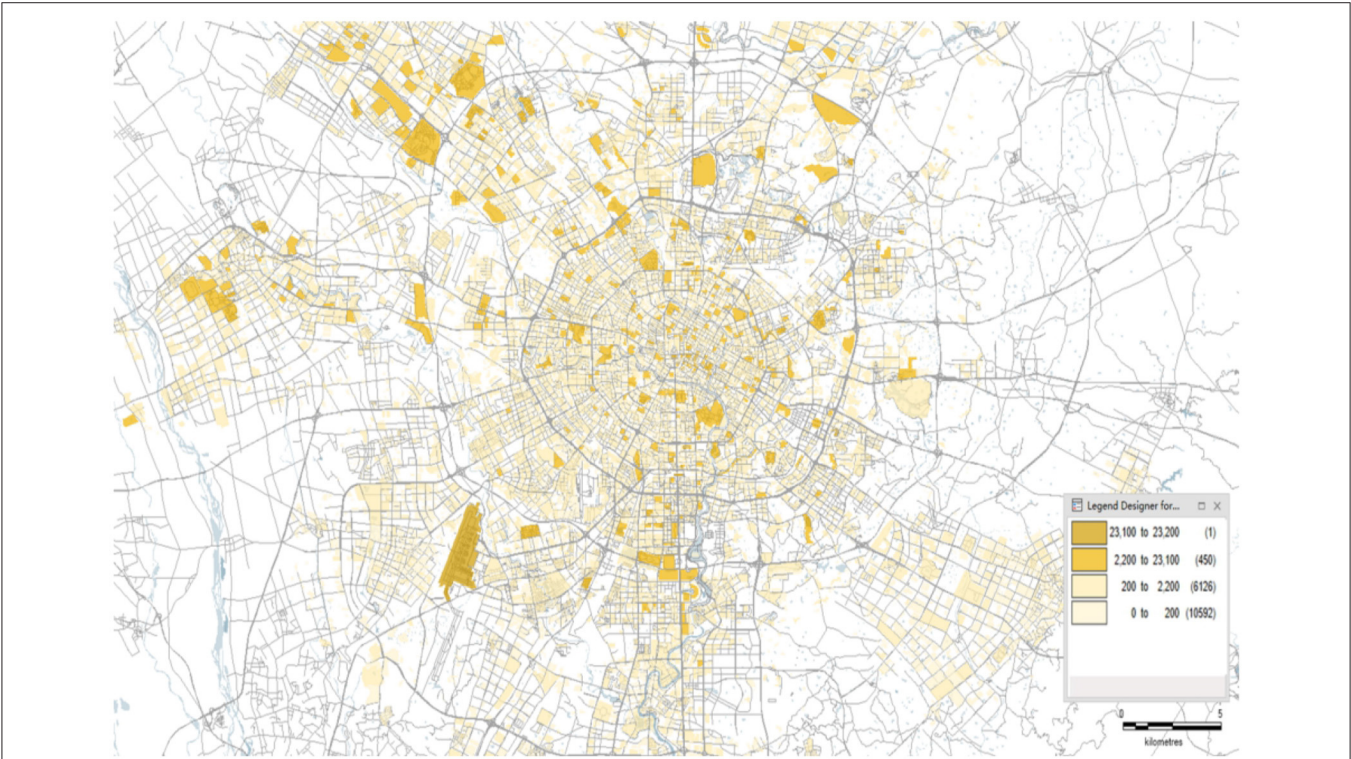 Legend Designer for...
23,100 to 23,200 (1)
2,200 to 23,100 (450)
200 to 2,200 (6126)
0 to 200 (10592)
0 5
kilometres